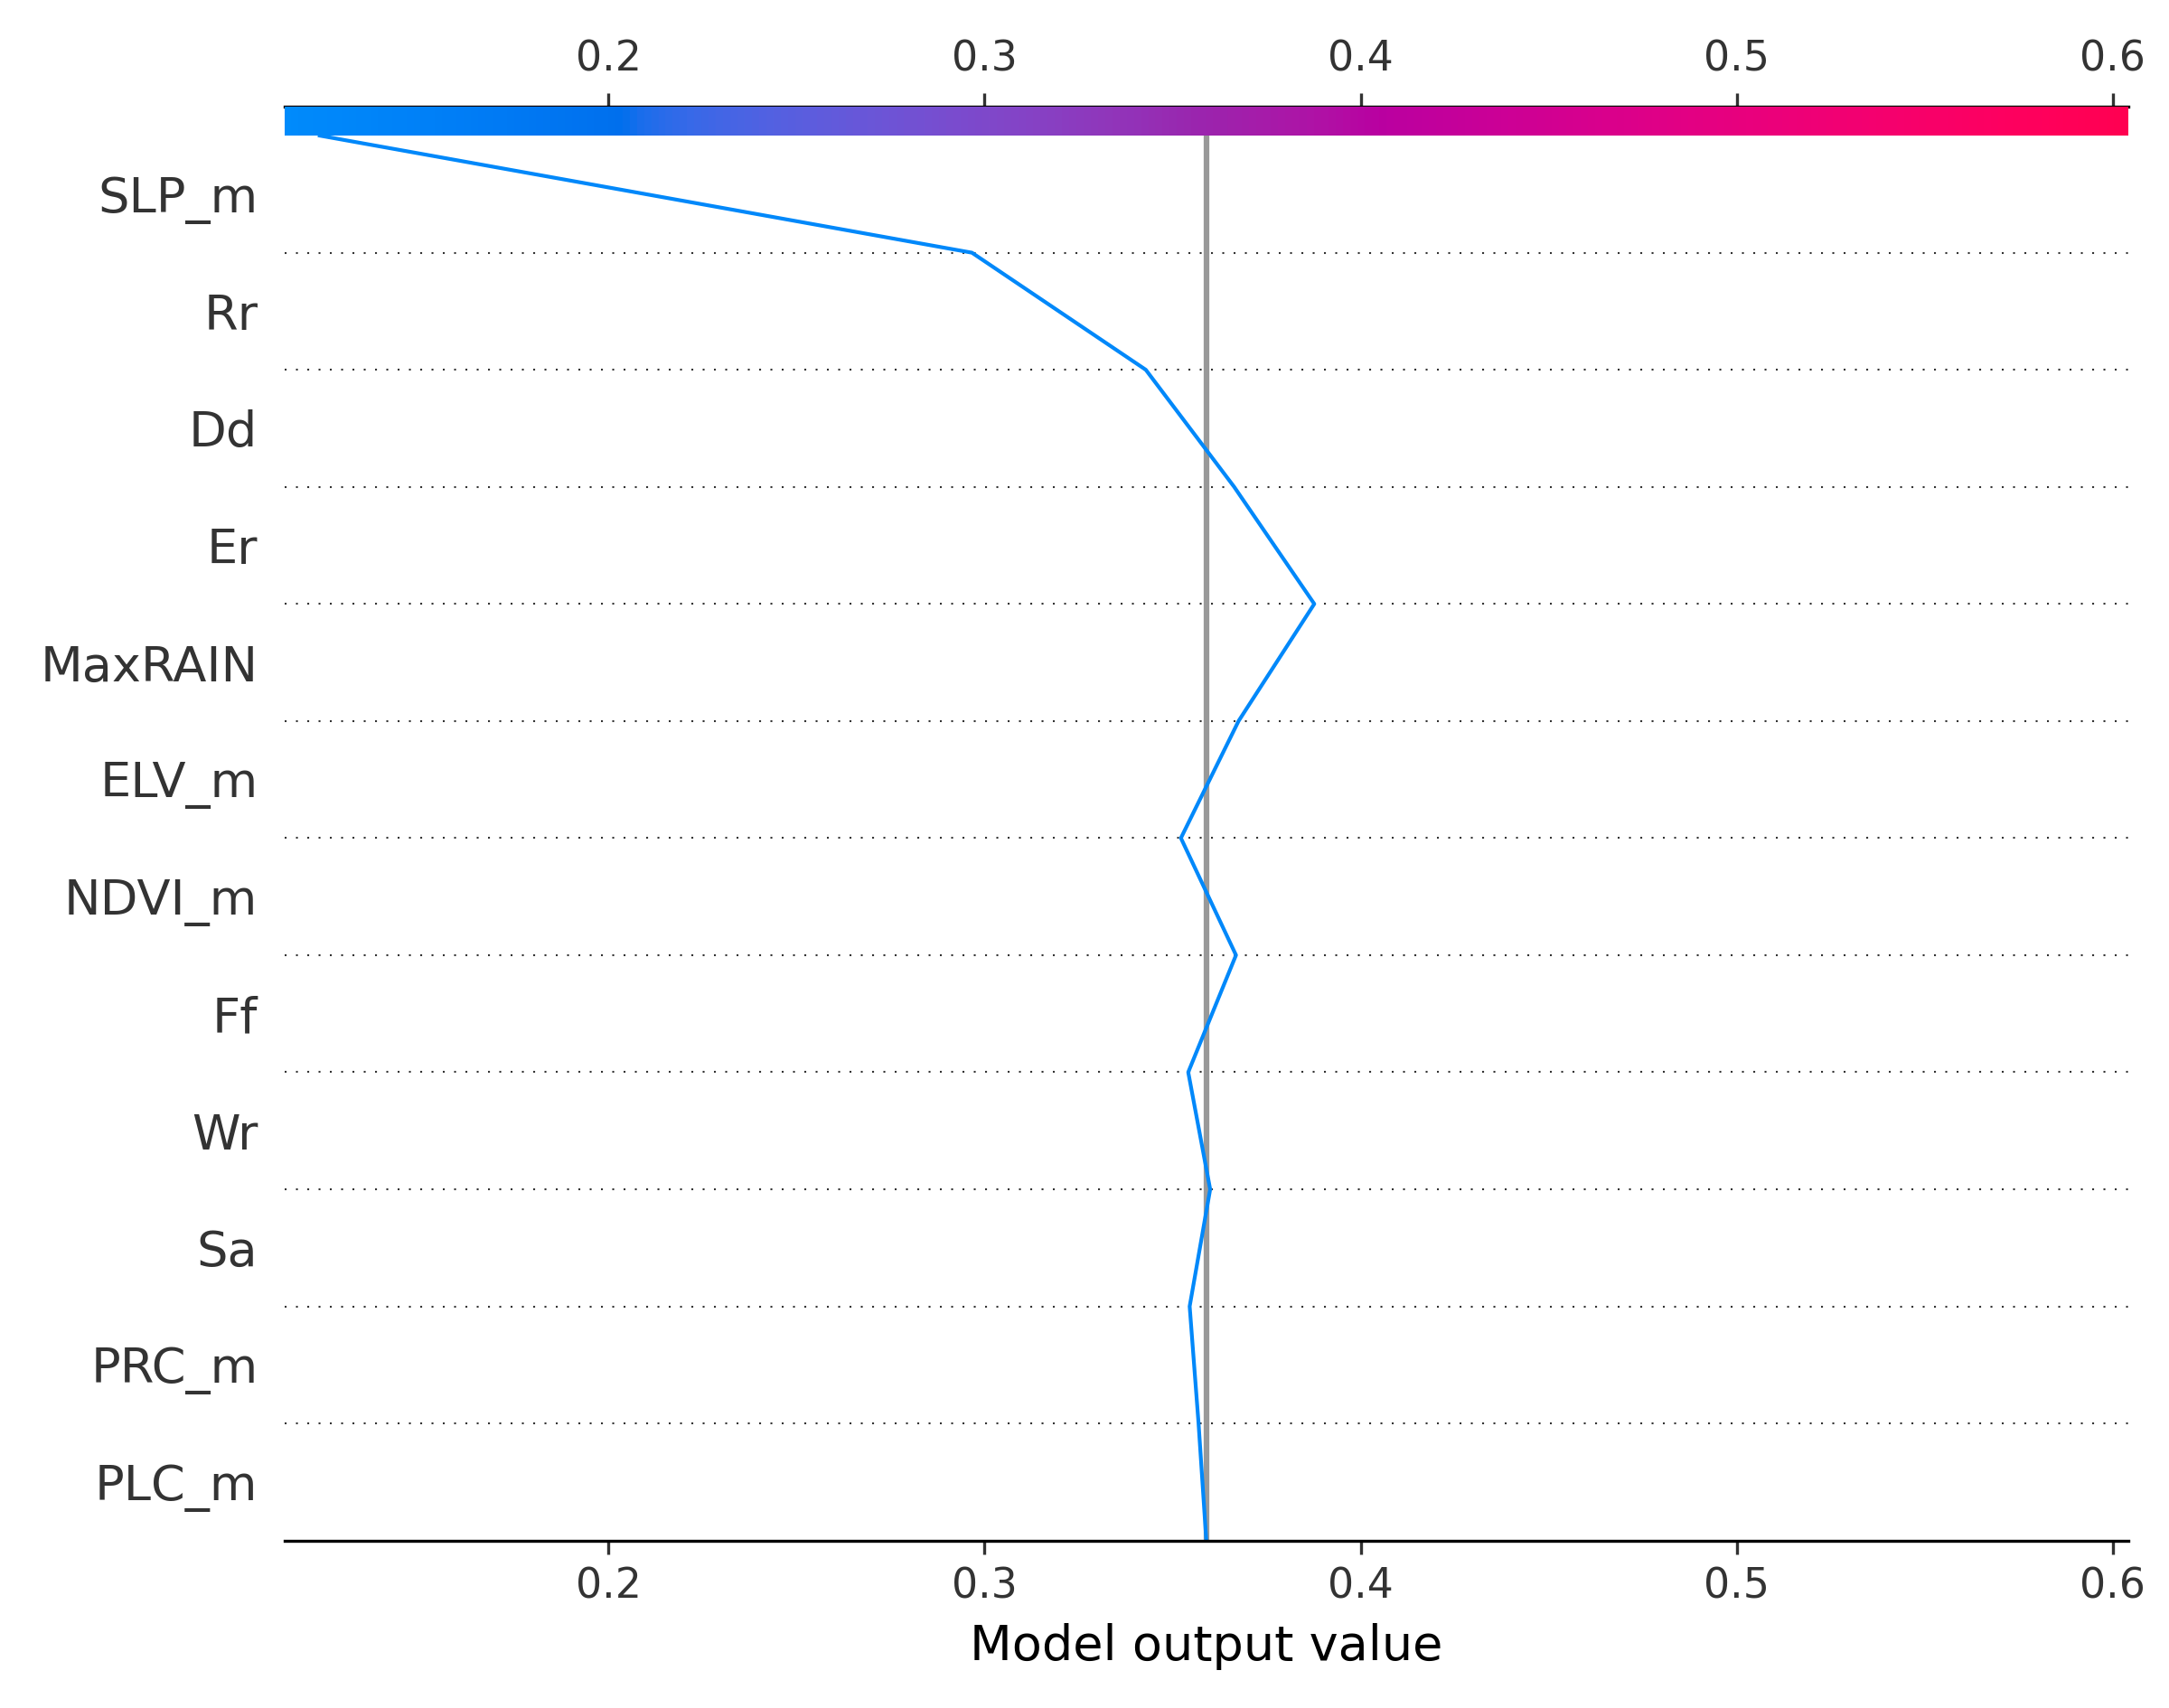 0.2 0.3 0.4 0.5 0.6
SLP_m
Rr
Dd
Er
MaxRAIN
ELV_m
NDVI_m
Ff
Wr
Sa
PRC_m
PLC_m
0.2 0.3 0.4 0.5 0.6
Model output value